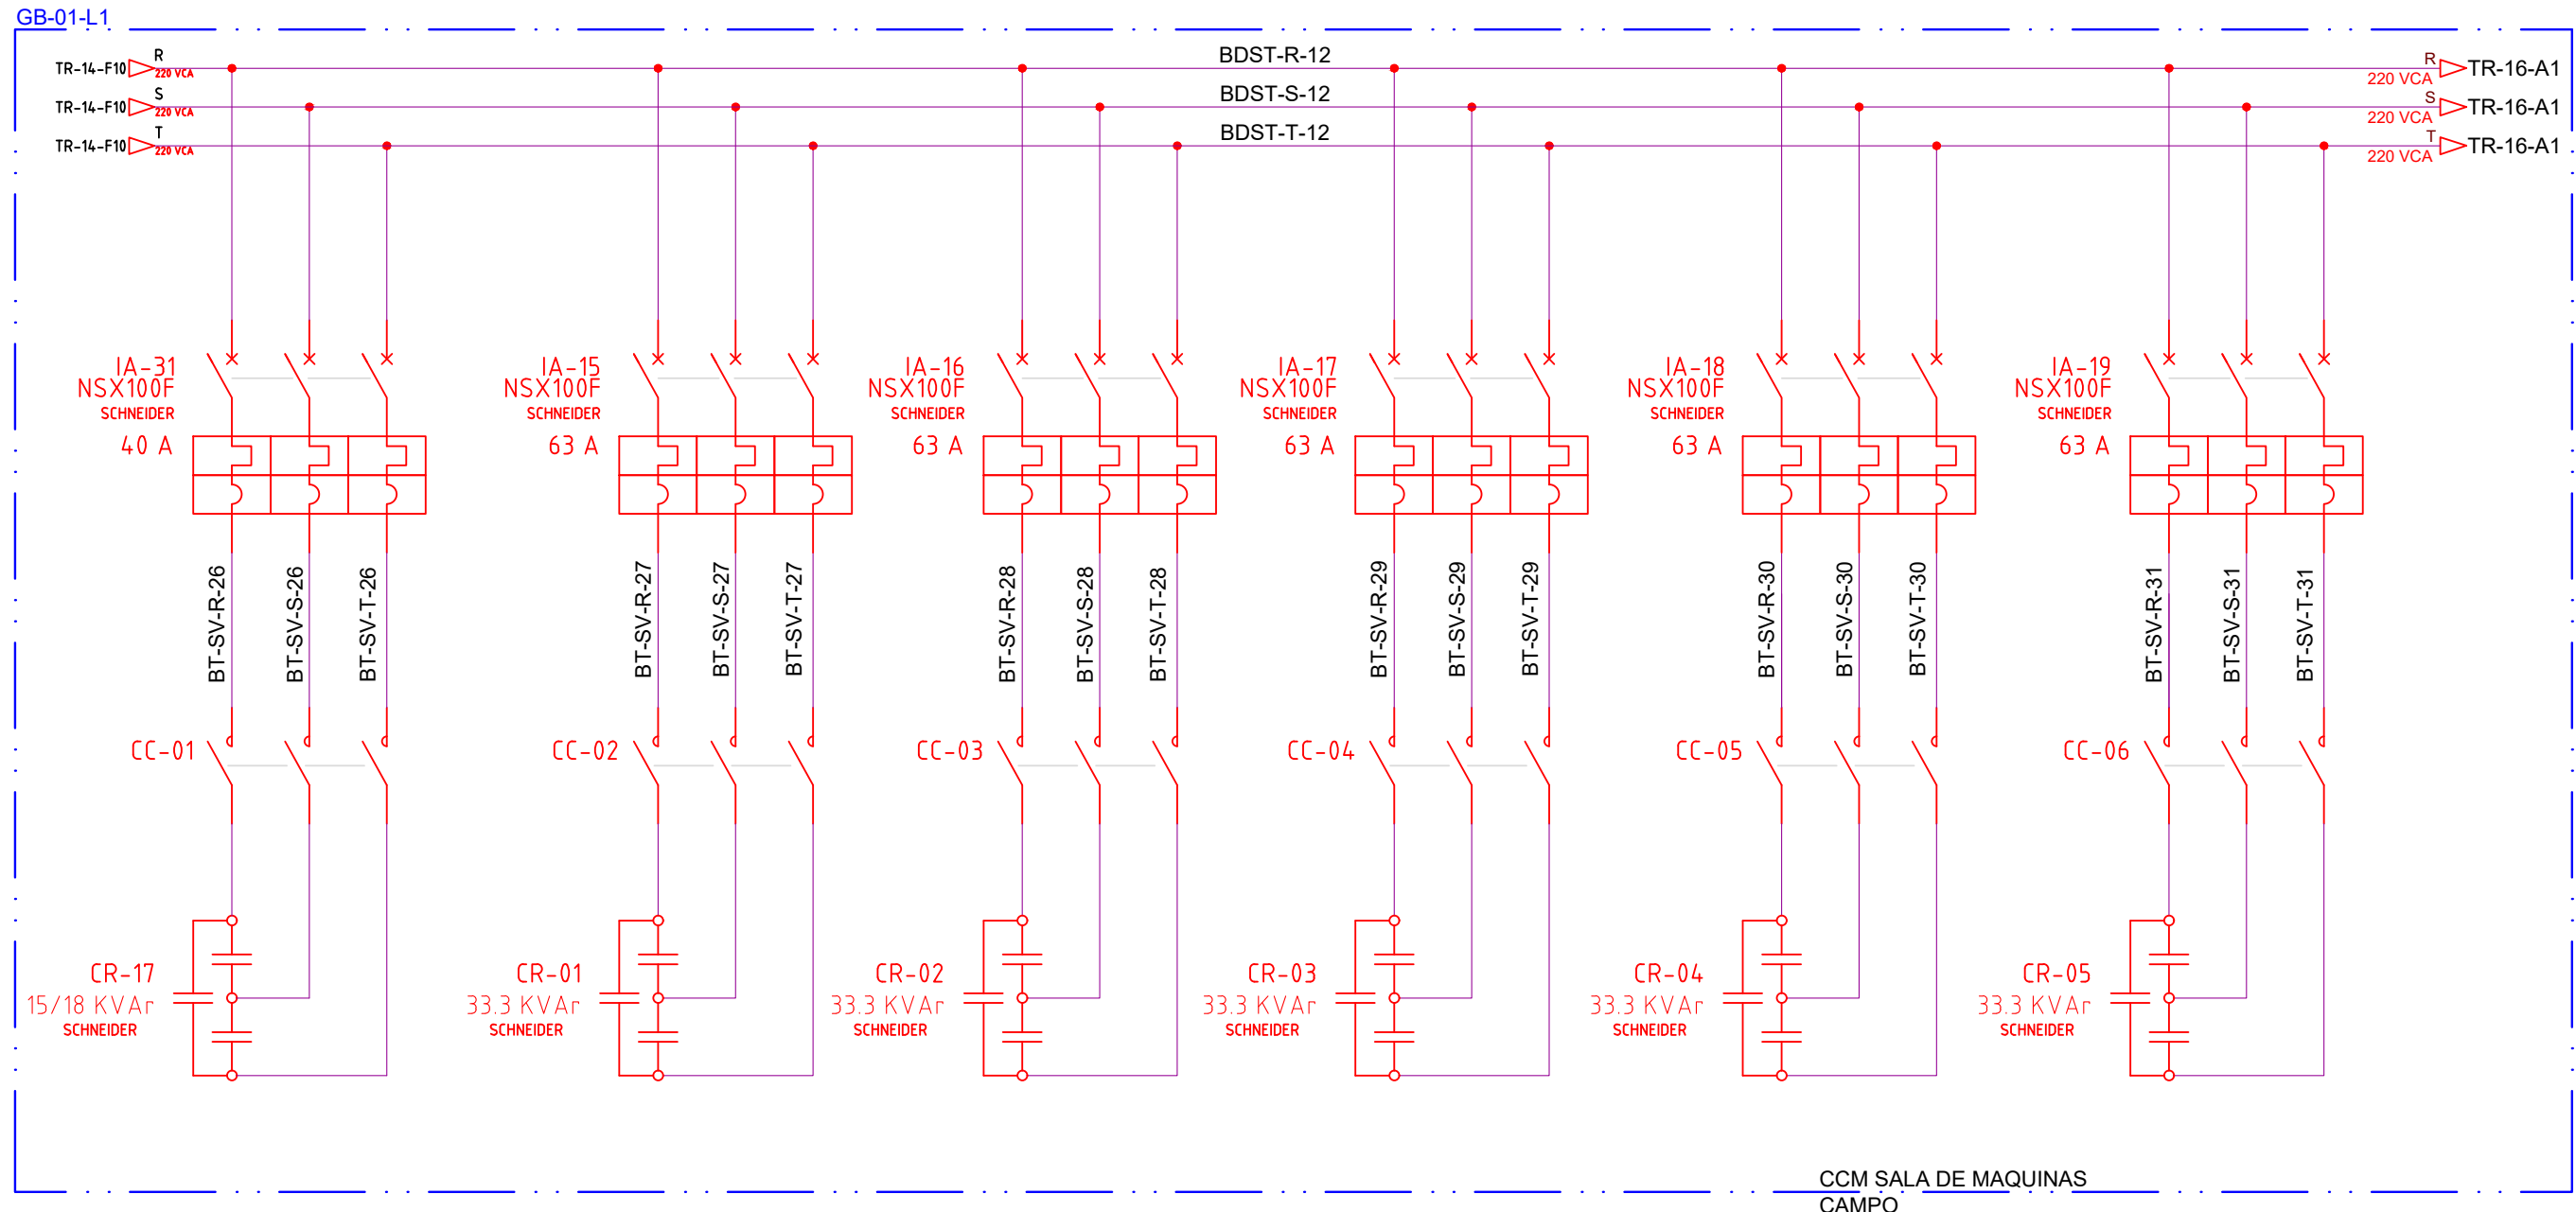 GB-01-L1
TR-14-F10 R 220 VCA
BDST-R-12
R 220 VCA TR-16-A1
TR-14-F10 S 220 VCA
BDST-S-12
S 220 VCA TR-16-A1
TR-14-F10 T 220 VCA
BDST-T-12
T 220 VCA TR-16-A1
IA-31
NSX100F
SCHNEIDER
40 A
IA-15
NSX100F
SCHNEIDER
63 A
IA-16
NSX100F
SCHNEIDER
63 A
IA-17
NSX100F
SCHNEIDER
63 A
IA-18
NSX100F
SCHNEIDER
63 A
IA-19
NSX100F
SCHNEIDER
63 A
BT-SV-R-26
BT-SV-S-26
BT-SV-T-26
BT-SV-R-27
BT-SV-S-27
BT-SV-T-27
BT-SV-R-28
BT-SV-S-28
BT-SV-T-28
BT-SV-R-29
BT-SV-S-29
BT-SV-T-29
BT-SV-R-30
BT-SV-S-30
BT-SV-T-30
BT-SV-R-31
BT-SV-S-31
BT-SV-T-31
CC-01
CC-02
CC-03
CC-04
CC-05
CC-06
CR-17
15/18 KVAr
SCHNEIDER
CR-01
33.3 KVAr
SCHNEIDER
CR-02
33.3 KVAr
SCHNEIDER
CR-03
33.3 KVAr
SCHNEIDER
CR-04
33.3 KVAr
SCHNEIDER
CR-05
33.3 KVAr
SCHNEIDER
CCM SALA DE MAQUINAS
CAMPO